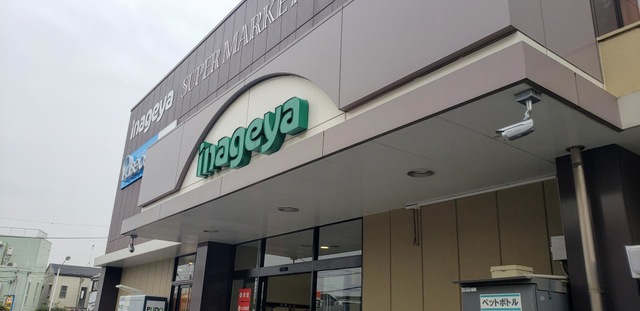 SUPER MARKET
inageya
inageya
ペットボトル